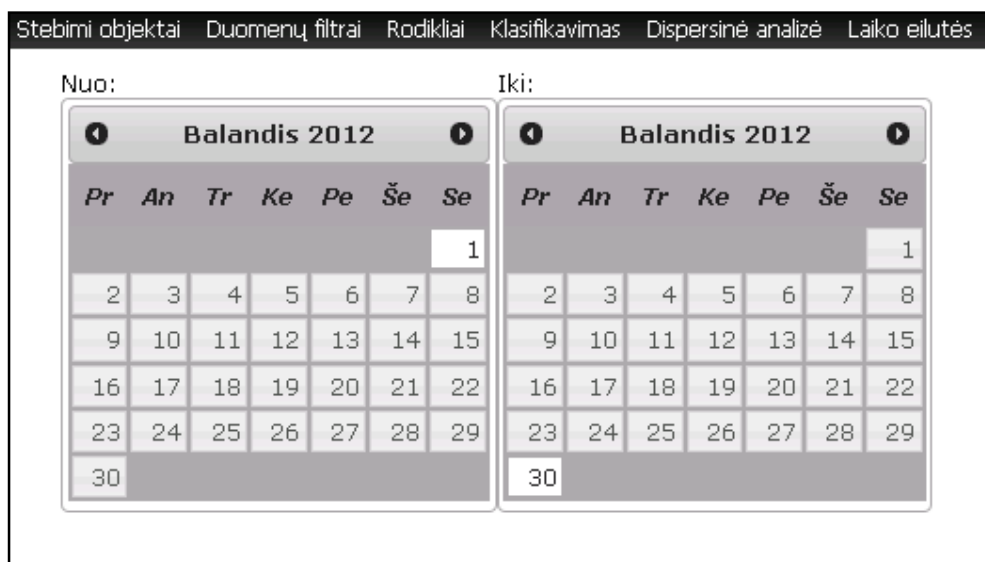 Stebimi objektai Duomenų filtrai Rodikliai Klasifikavimas Dispersinė analizė Laiko eilutės
Nuo: Iki:
Balandis 2012 Balandis 2012
Pr An Tr Ke Pe Še Se Pr An Tr Ke Pe Še Se
1 1
2 3 4 5 6 7 8 2 3 4 5 6 7 8
9 10 11 12 13 14 15 9 10 11 12 13 14 15
16 17 18 19 20 21 22 16 17 18 19 20 21 22
23 24 25 26 27 28 29 23 24 25 26 27 28 29
30 30